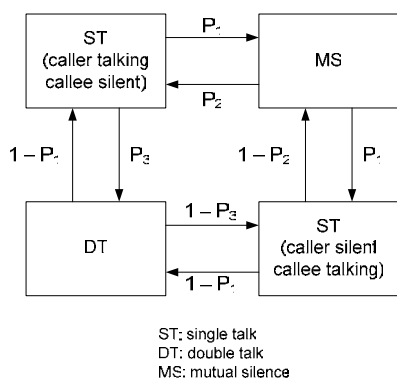 ST
(caller talking
callee silent)
P₁
P₂
MS
1 – P₁
P₃
1 – P₂
P₁
DT
1 – P₃
1 – P₁
ST
(caller silent
callee talking)
ST: single talk
DT: double talk
MS: mutual silence